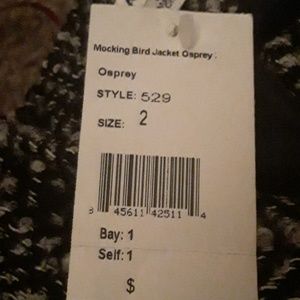 Mocking Bird Jacket Osprey :
Osprey
STYLE: 529
SIZE: 2
8 45611 42511 4
Bay: 1
Self: 1
$